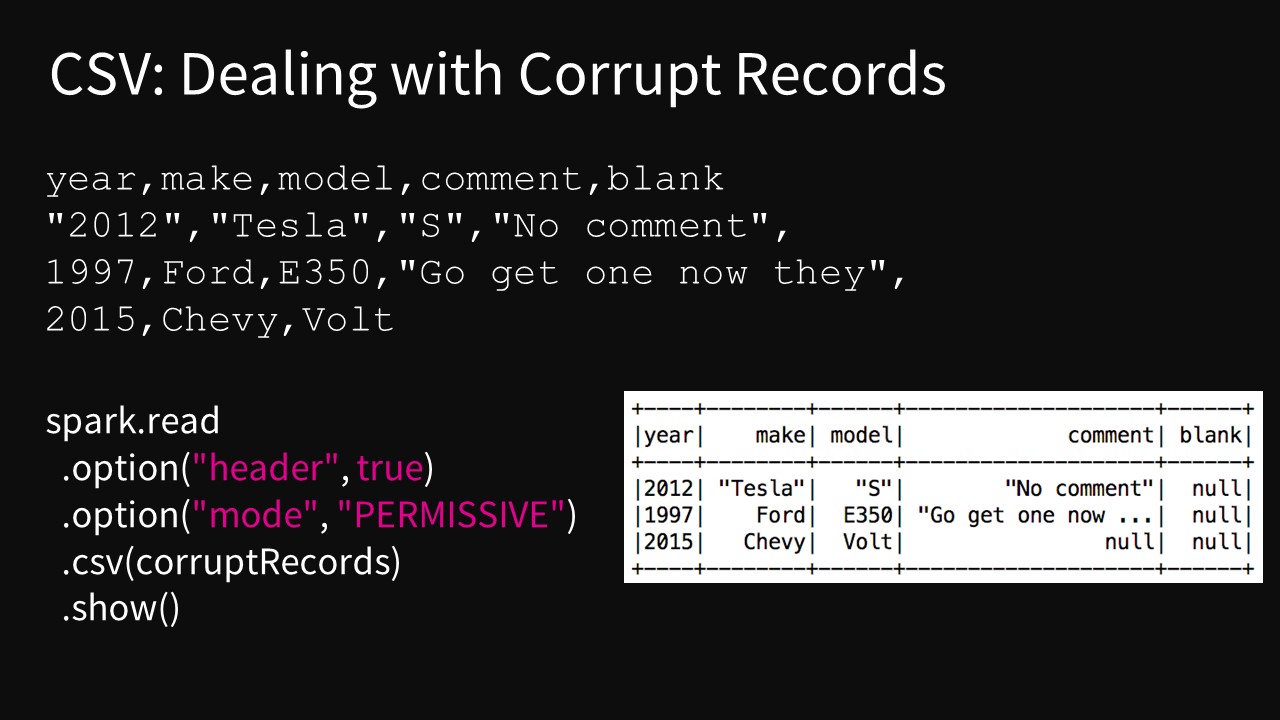 CSV: Dealing with Corrupt Records
year,make,model,comment,blank
"2012","Tesla","S","No comment",
1997,Ford,E350,"Go get one now they",
2015,Chevy,Volt
spark.read
.option("header", true)
.option("mode", "PERMISSIVE")
.csv(corruptRecords)
.show()
+----+--------+------+--------------------+------+
|year|    make| model|             comment| blank|
+----+--------+------+--------------------+------+
|2012| "Tesla"|   "S"|        "No comment"|  null|
|1997|    Ford|  E350| "Go get one now ...|  null|
|2015|   Chevy|  Volt|                null|  null|
+----+--------+------+--------------------+------+